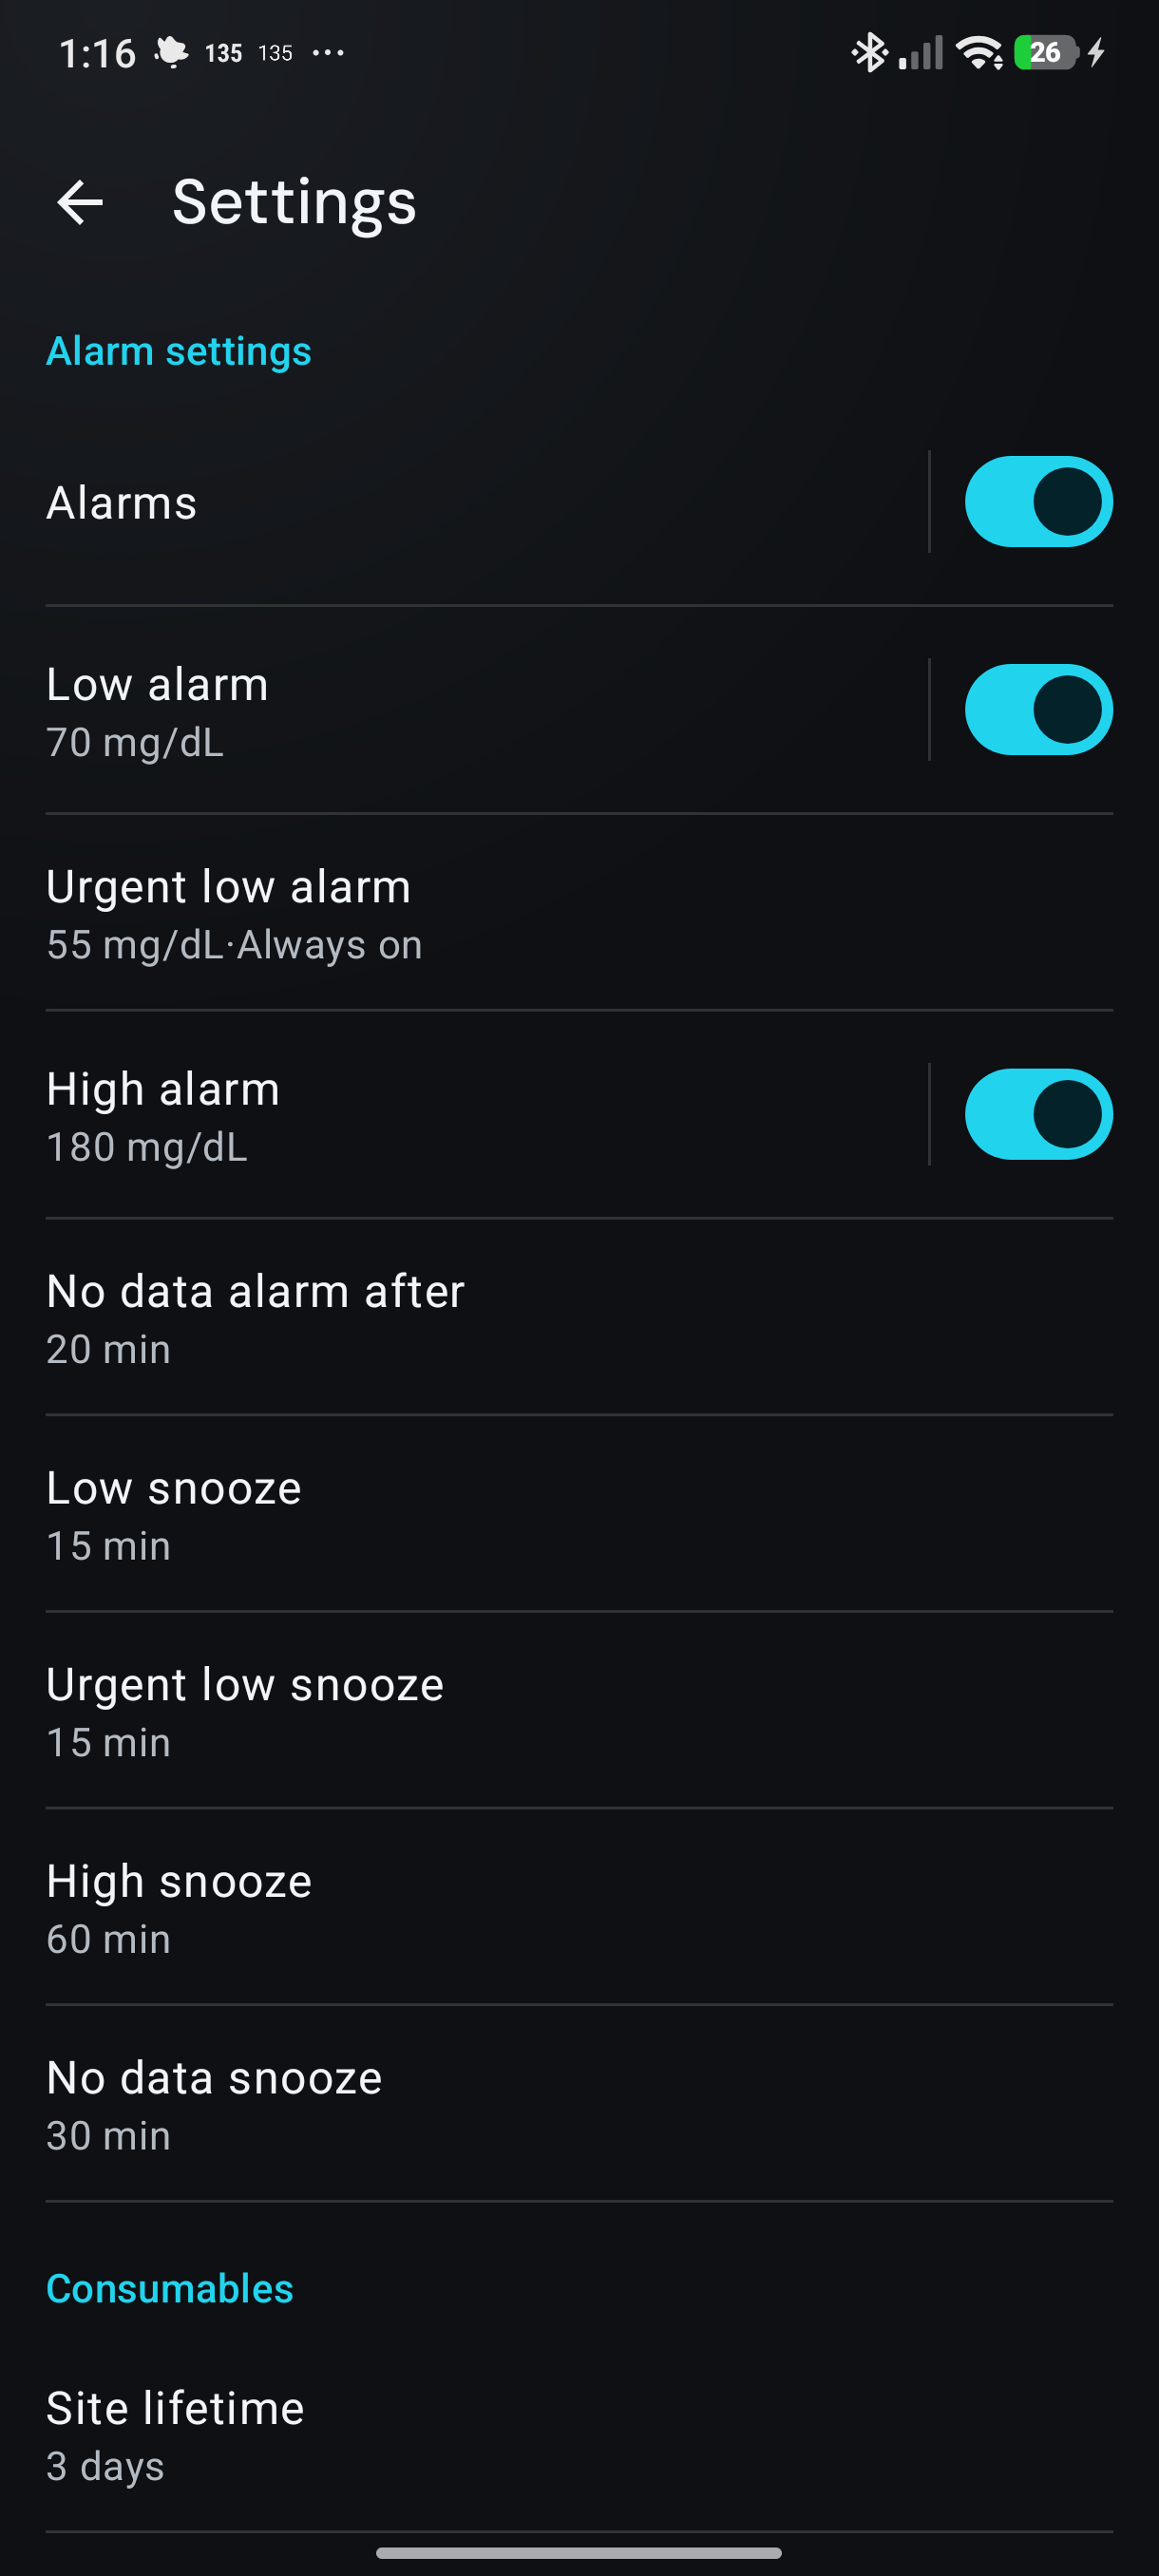 1:16 135 135 ... 26
Settings
Alarm settings
Alarms
Low alarm
70 mg/dL
Urgent low alarm
55 mg/dL·Always on
High alarm
180 mg/dL
No data alarm after
20 min
Low snooze
15 min
Urgent low snooze
15 min
High snooze
60 min
No data snooze
30 min
Consumables
Site lifetime
3 days